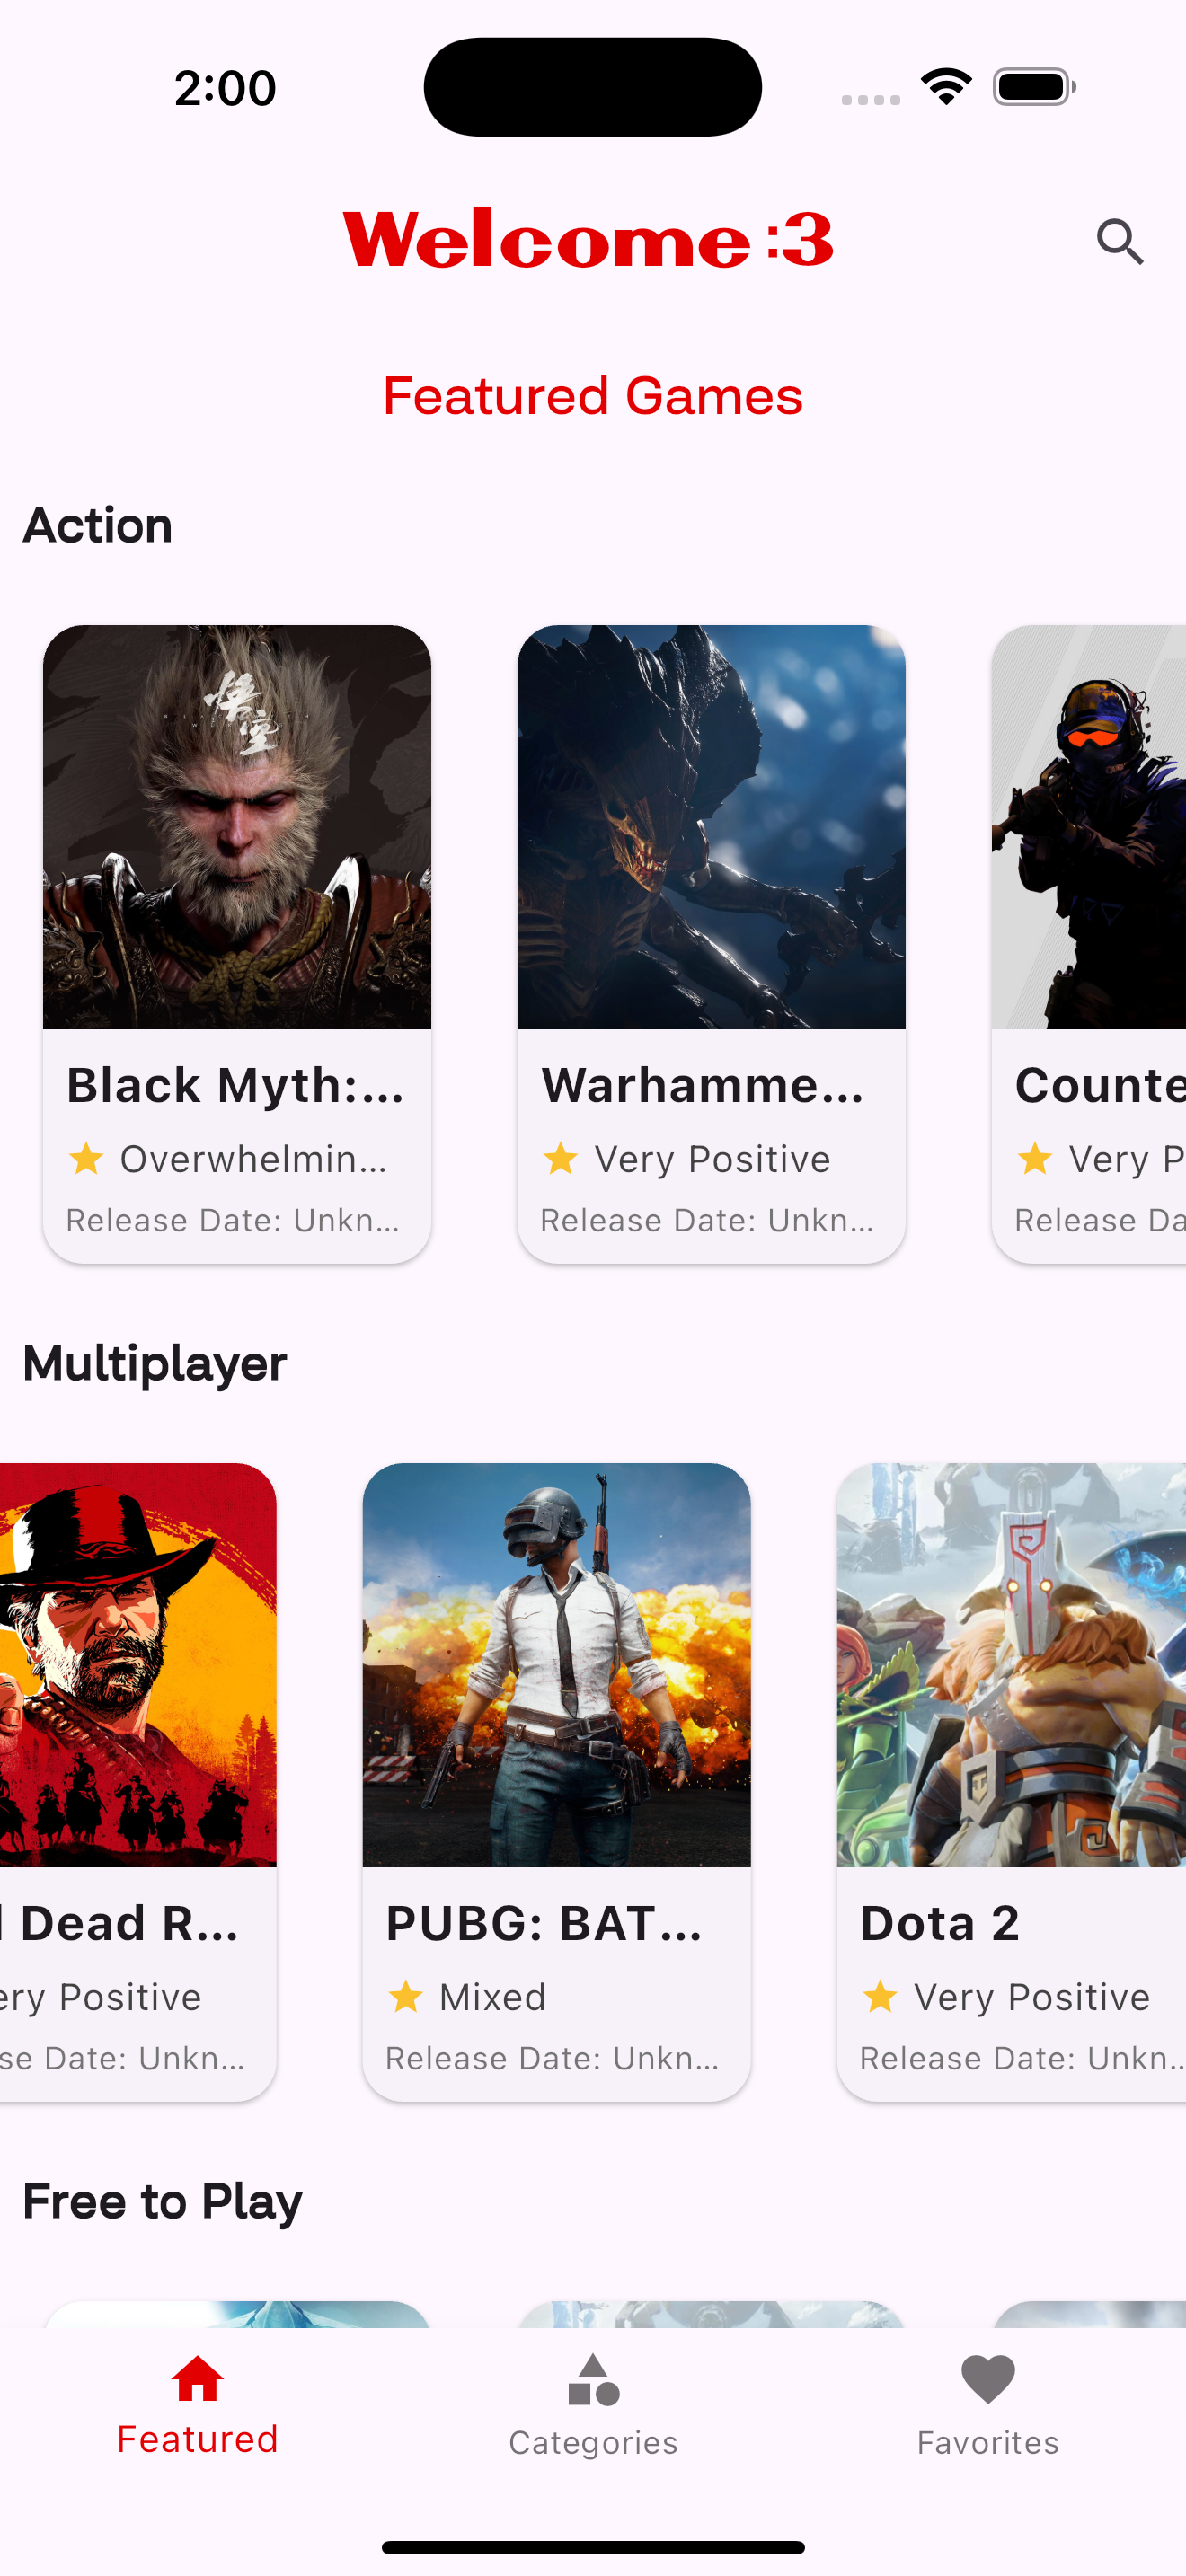 2:00
Welcome :3
Featured Games
Action
悟空
Black Myth:...
Warhamme...
Counte
Overwhelmin...
Very Positive
Very P
Release Date: Unkn...
Release Date: Unkn...
Release Da
Multiplayer
Dead R...
PUBG: BAT...
Dota 2
ery Positive
Mixed
Very Positive
se Date: Unkn...
Release Date: Unkn...
Release Date: Unkn...
Free to Play
Featured
Categories
Favorites